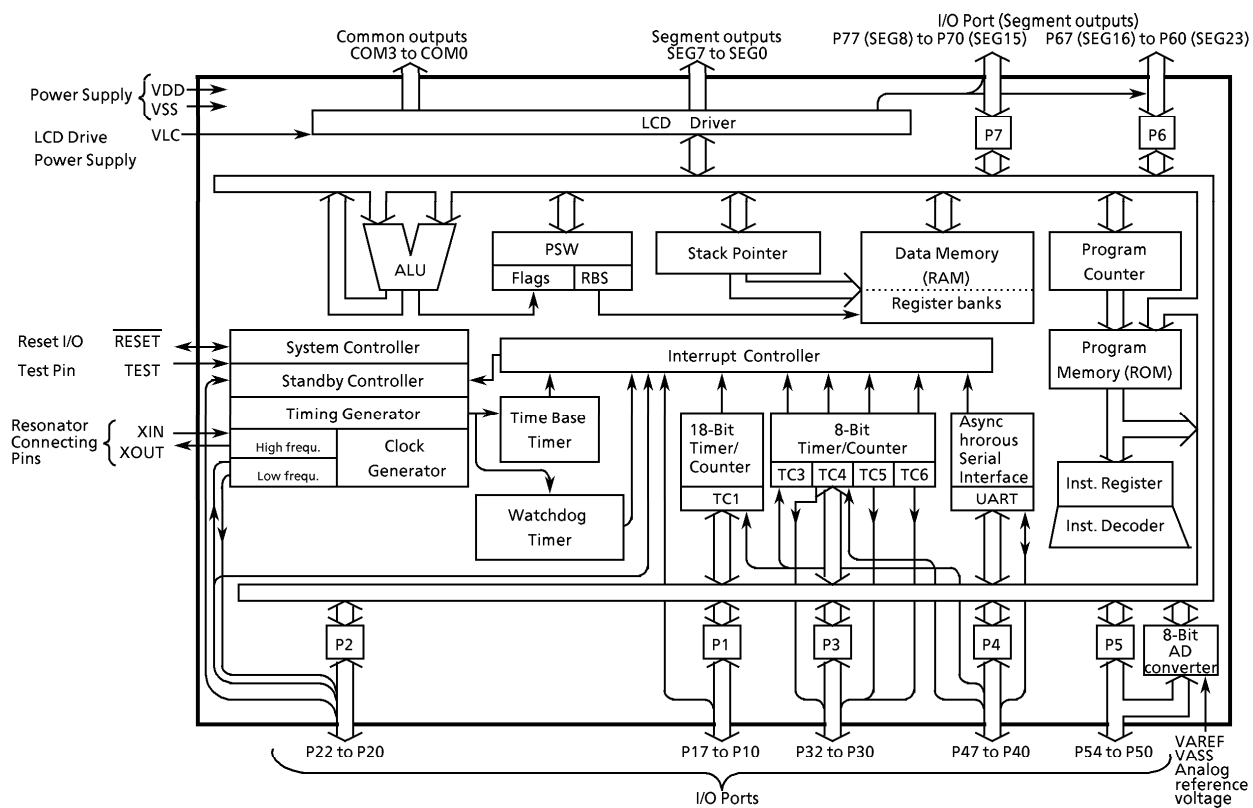 I/O Port (Segment outputs)
Common outputs
COM3 to COM0
Segment outputs
SEG7 to SEG0
P77 (SEG8) to P70 (SEG15)
P67 (SEG16) to P60 (SEG23)
Power Supply
VDD
VSS
LCD Drive
Power Supply
VLC
LCD Driver
P7
P6
ALU
PSW
Flags
RBS
Stack Pointer
Data Memory
(RAM)
Register banks
Program
Counter
Reset I/O
RESET
Test Pin
TEST
System Controller
Standby Controller
Timing Generator
High frequ.
Low frequ.
Clock
Generator
Interrupt Controller
Program
Memory (ROM)
Resonator
Connecting
Pins
XIN
XOUT
Time Base
Timer
Watchdog
Timer
18-Bit
Timer/
Counter
TC1
8-Bit
Timer/Counter
TC3
TC4
TC5
TC6
Async
hrorous
Serial
Interface
UART
Inst. Register
Inst. Decoder
P2
P1
P3
P4
P5
8-Bit
AD
converter
P22 to P20
P17 to P10
P32 to P30
P47 to P40
P54 to P50
VAREF
VASS
Analog
reference
voltage
I/O Ports